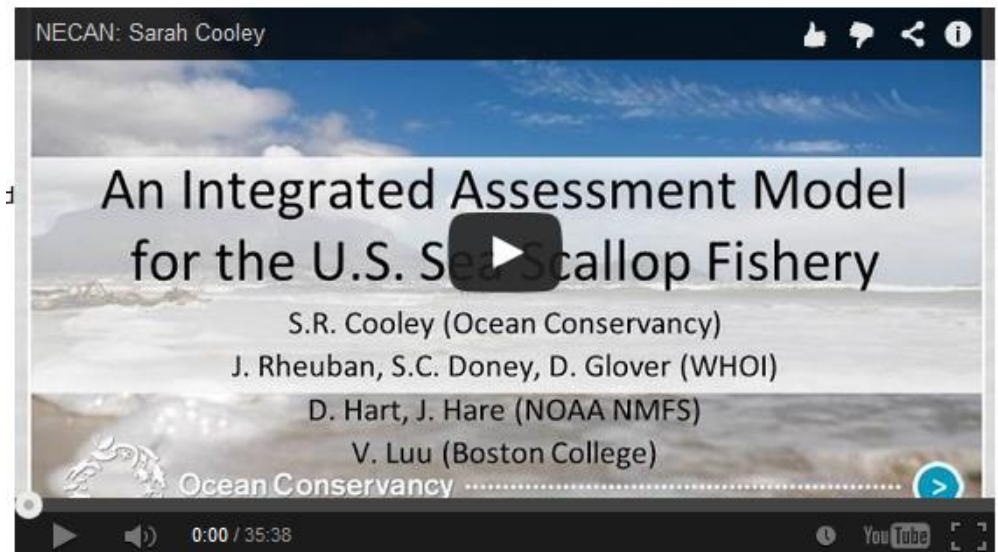 NECAN: Sarah Cooley
An Integrated Assessment Model
for the U.S. Sea Scallop Fishery
S.R. Cooley (Ocean Conservancy)
J. Rheuban, S.C. Doney, D. Glover (WHOI)
D. Hart, J. Hare (NOAA NMFS)
V. Luu (Boston College)
Ocean Conservancy
0:00 / 35:38
YouTube